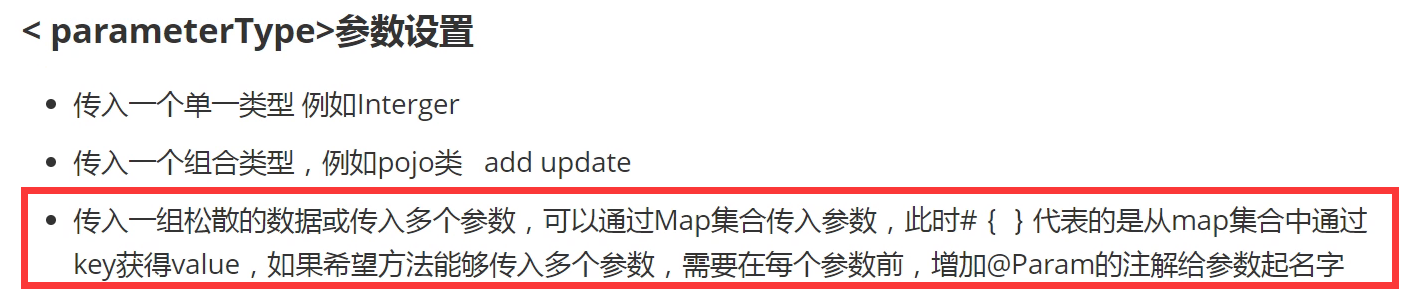 < parameterType>参数设置
• 传入一个单一类型 例如Interger
• 传入一个组合类型，例如pojo类 add update
• 传入一组松散的数据或传入多个参数，可以通过Map集合传入参数，此时#｛ ｝代表的是从map集合中通过
key获得value，如果希望方法能够传入多个参数，需要在每个参数前，增加@Param的注解给参数起名字